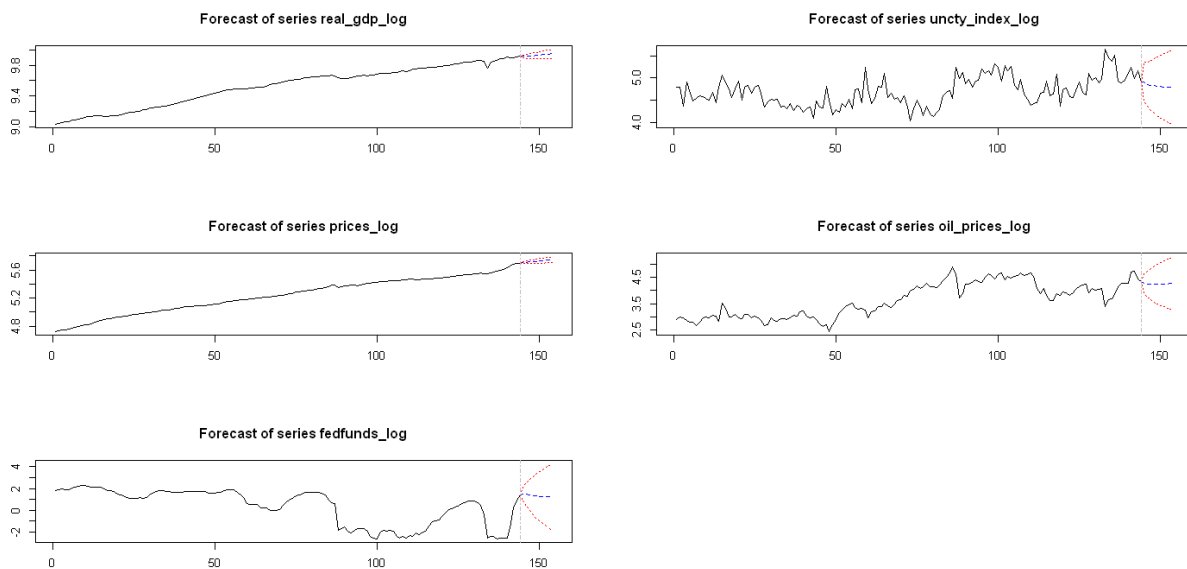 Forecast of series real_gdp_log
9.0 9.4 9.8
0 50 100 150
Forecast of series uncty_index_log
4.0 5.0
0 50 100 150
Forecast of series prices_log
4.8 5.2 5.6
0 50 100 150
Forecast of series oil_prices_log
2.5 3.5 4.5
0 50 100 150
Forecast of series fedfunds_log
-2 0 2 4
0 50 100 150